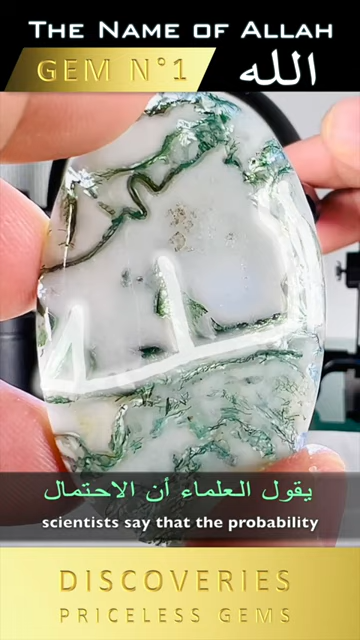 THE NAME OF ALLAH
GEM N°1
الله
يقول العلماء أن الاحتمال
scientists say that the probability
DISCOVERIES
PRICELESS GEMS